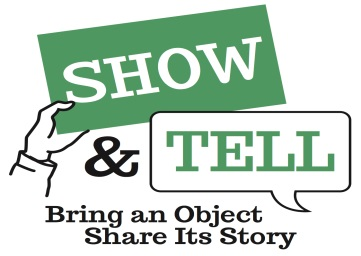 SHOW
& TELL
Bring an Object
Share Its Story